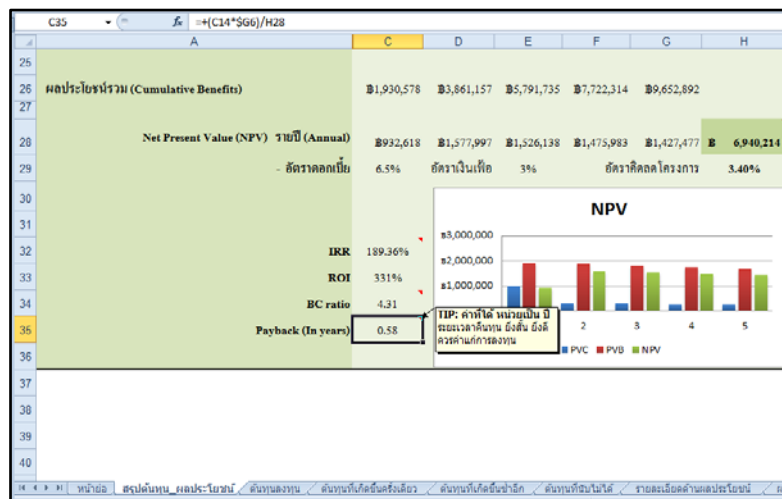 C35 fx =+(C14*$G6)/H28
A C D E F G H
25
26 ผลประโยชน์รวม (Cumulative Benefits) ฿1,930,578 ฿3,861,157 ฿5,791,735 ฿7,722,314 ฿9,652,892
27
28 Net Present Value (NPV) รายปี (Annual) ฿932,618 ฿1,577,997 ฿1,526,138 ฿1,475,983 ฿1,427,477 ฿ 6,940,214
29 - อัตราดอกเบี้ย 6.5% อัตราเงินเฟ้อ 3% อัตราคิดลดโครงการ 3.40%
30 NPV
31 ฿3,000,000
32 IRR 189.36% ฿2,000,000
33 ROI 331%
34 BC ratio 4.31 ฿1,000,000
TIP: ค่าที่ได้ หน่วยเป็น ปี
35 Payback (In years) 0.58 ระยะเวลาคืนทุน ยิ่งสั้น ยิ่งดี 2 3 4 5
ควรค่าแก่การลงทุน
36 PVC PVB NPV
37
38
39
40
หน้าย่อ สรุปต้นทุน_ผลประโยชน์ ต้นทุนลงทุน ต้นทุนที่เกิดขึ้นครั้งเดียว ต้นทุนที่เกิดขึ้นซ้ำอีก ต้นทุนที่นับไม่ได้ รายละเอียดด้านผลประโยชน์